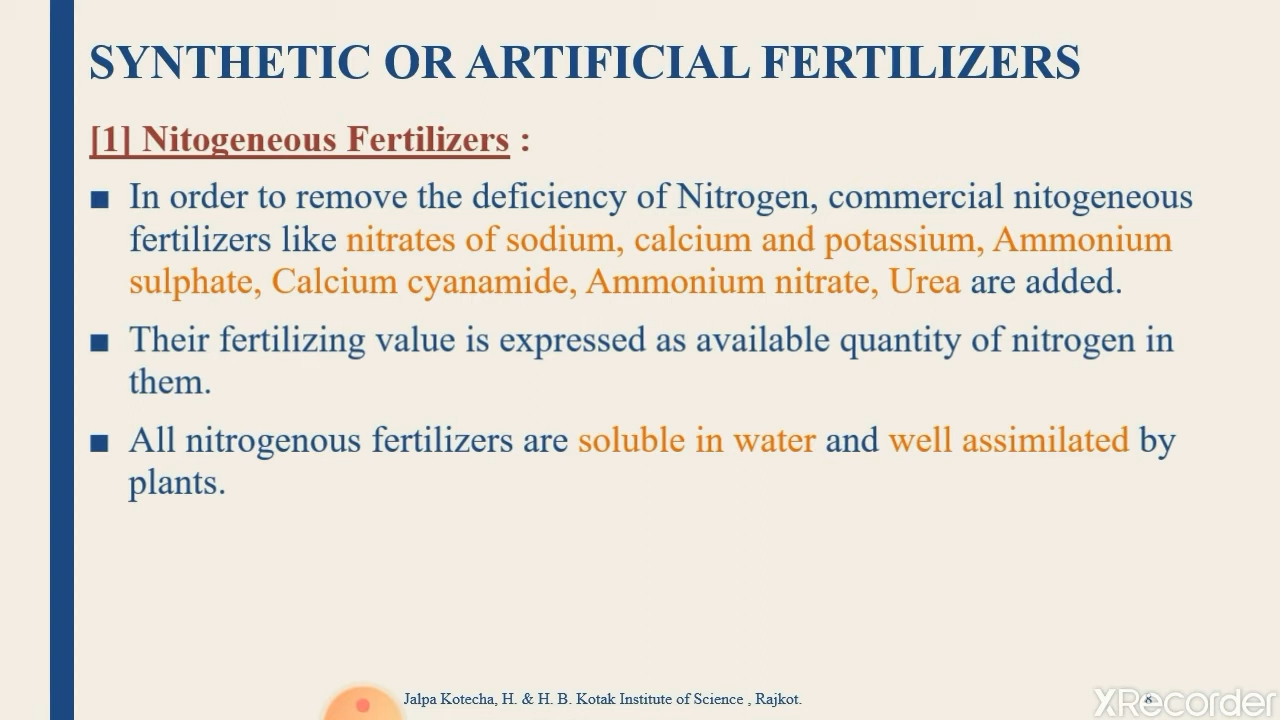 SYNTHETIC OR ARTIFICIAL FERTILIZERS
[1] Nitogeneous Fertilizers :
■ In order to remove the deficiency of Nitrogen, commercial nitogeneous
fertilizers like nitrates of sodium, calcium and potassium, Ammonium
sulphate, Calcium cyanamide, Ammonium nitrate, Urea are added.
■ Their fertilizing value is expressed as available quantity of nitrogen in
them.
■ All nitrogenous fertilizers are soluble in water and well assimilated by
plants.
Jalpa Kotecha, H. & H. B. Kotak Institute of Science , Rajkot.
8
XRecorder